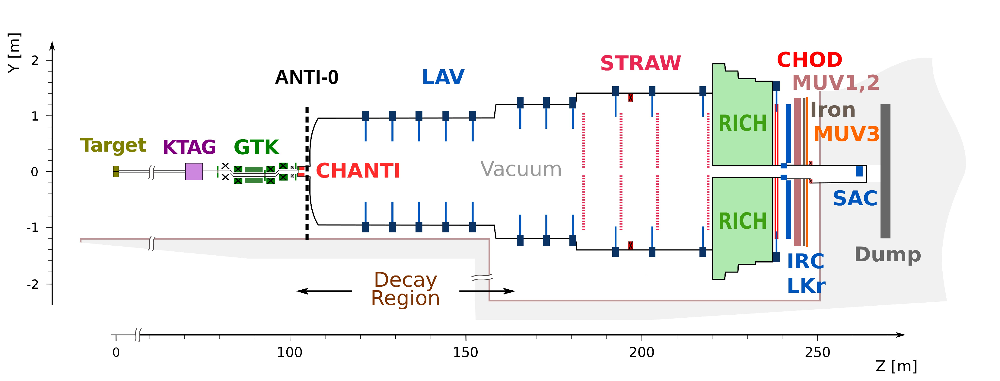 Y [m]
2
1
0
-1
-2
Target
KTAG
GTK
ANTI-0
CHANTI
LAV
Vacuum
STRAW
RICH
RICH
CHOD
MUV1,2
Iron
MUV3
SAC
IRC
LKr
Dump
Decay
Region
0
100
150
200
250
Z [m]